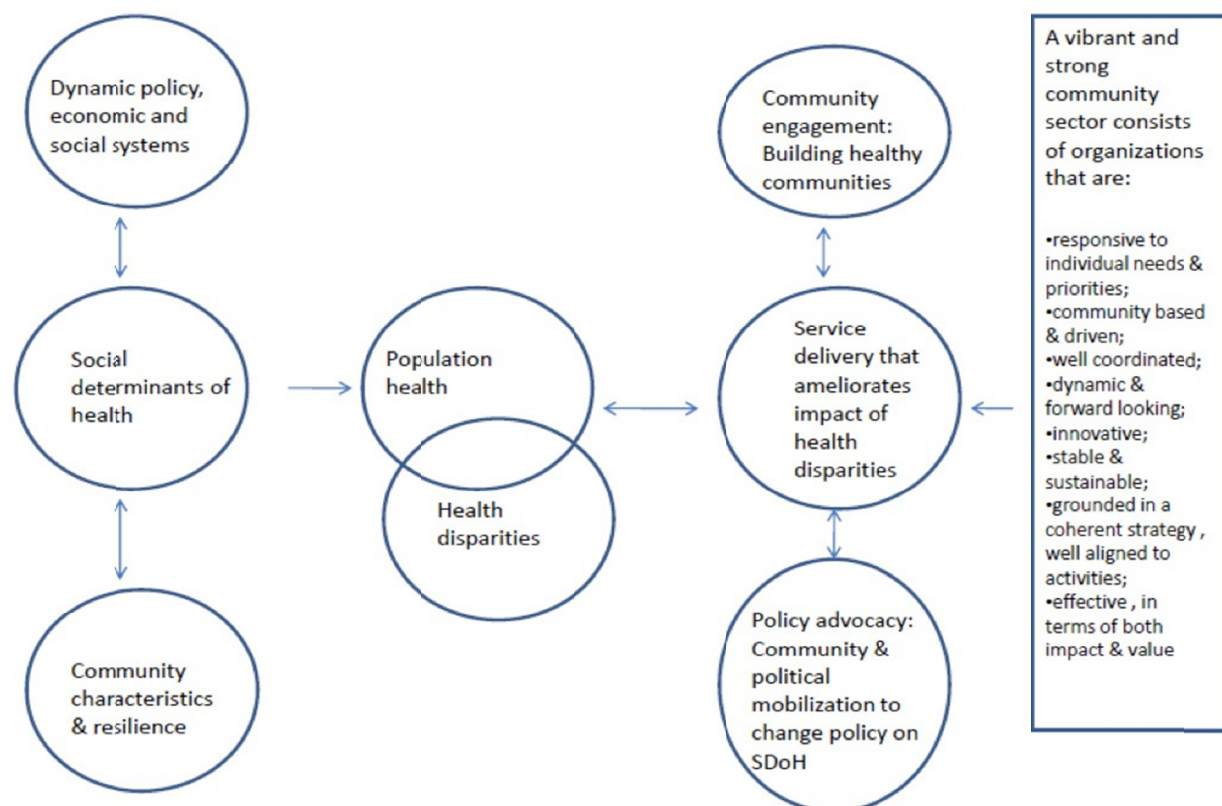 Dynamic policy,
economic and
social systems
Social
determinants of
health
Community
characteristics
& resilience
Population
health
Health
disparities
Community
engagement:
Building healthy
communities
Service
delivery that
ameliorates
impact of
health
disparities
Policy advocacy:
Community &
political
mobilization to
change policy on
SDoH
A vibrant and
strong
community
sector consists
of organizations
that are:
•responsive to
individual needs &
priorities;
•community based
& driven;
•well coordinated;
•dynamic &
forward looking;
•innovative;
•stable &
sustainable;
•grounded in a
coherent strategy ,
well aligned to
activities;
•effective , in
terms of both
impact & value